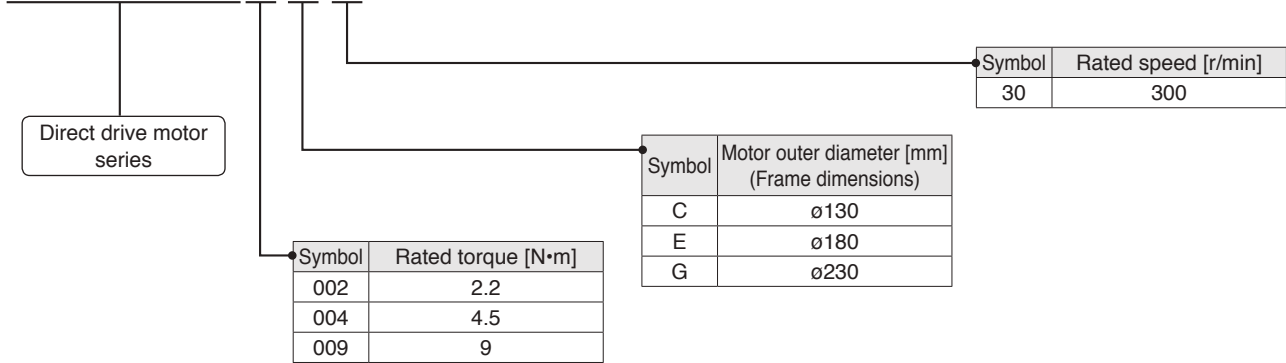 Symbol Rated speed [r/min]
30 300
Direct drive motor
series
Symbol Motor outer diameter [mm]
(Frame dimensions)
C ø130
E ø180
G ø230
Symbol Rated torque [N•m]
002 2.2
004 4.5
009 9